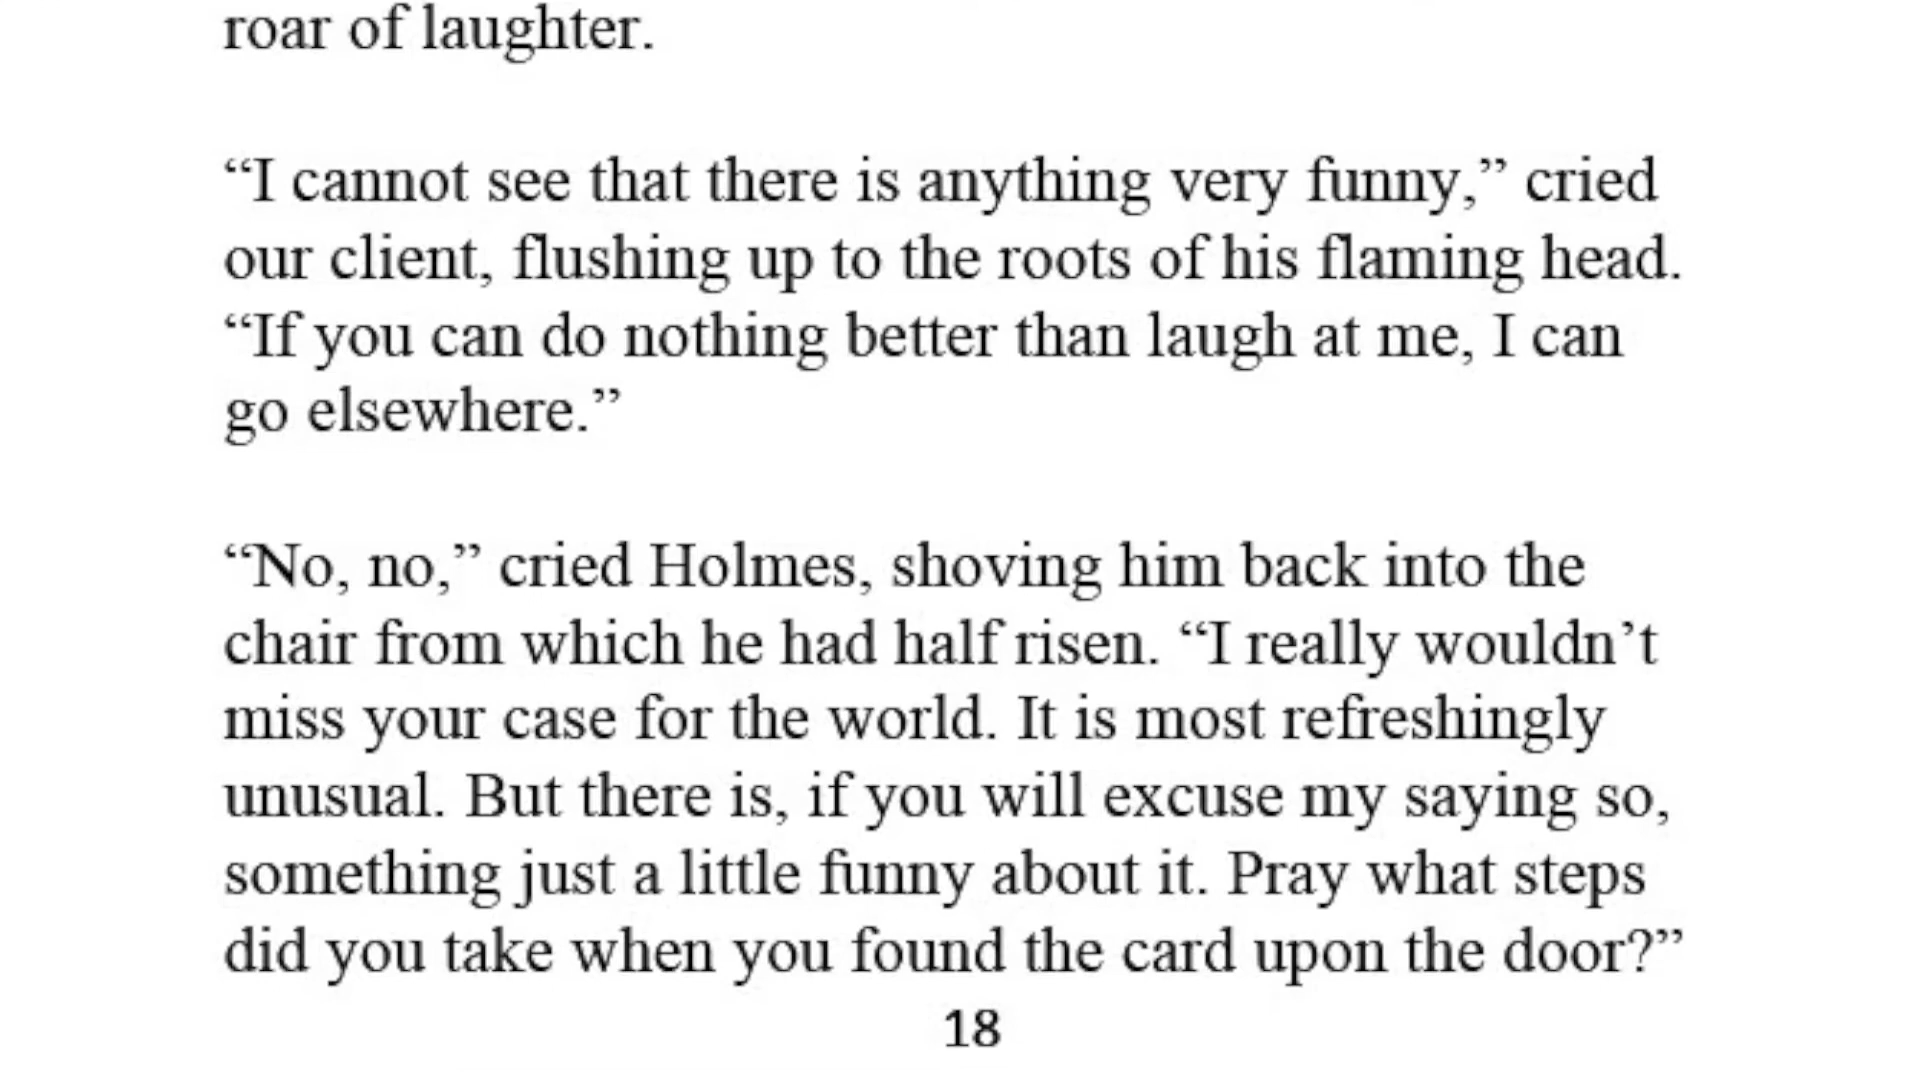 roar of laughter.
“I cannot see that there is anything very funny,” cried
our client, flushing up to the roots of his flaming head.
“If you can do nothing better than laugh at me, I can
go elsewhere.”
“No, no,” cried Holmes, shoving him back into the
chair from which he had half risen. “I really wouldn’t
miss your case for the world. It is most refreshingly
unusual. But there is, if you will excuse my saying so,
something just a little funny about it. Pray what steps
did you take when you found the card upon the door?”
18